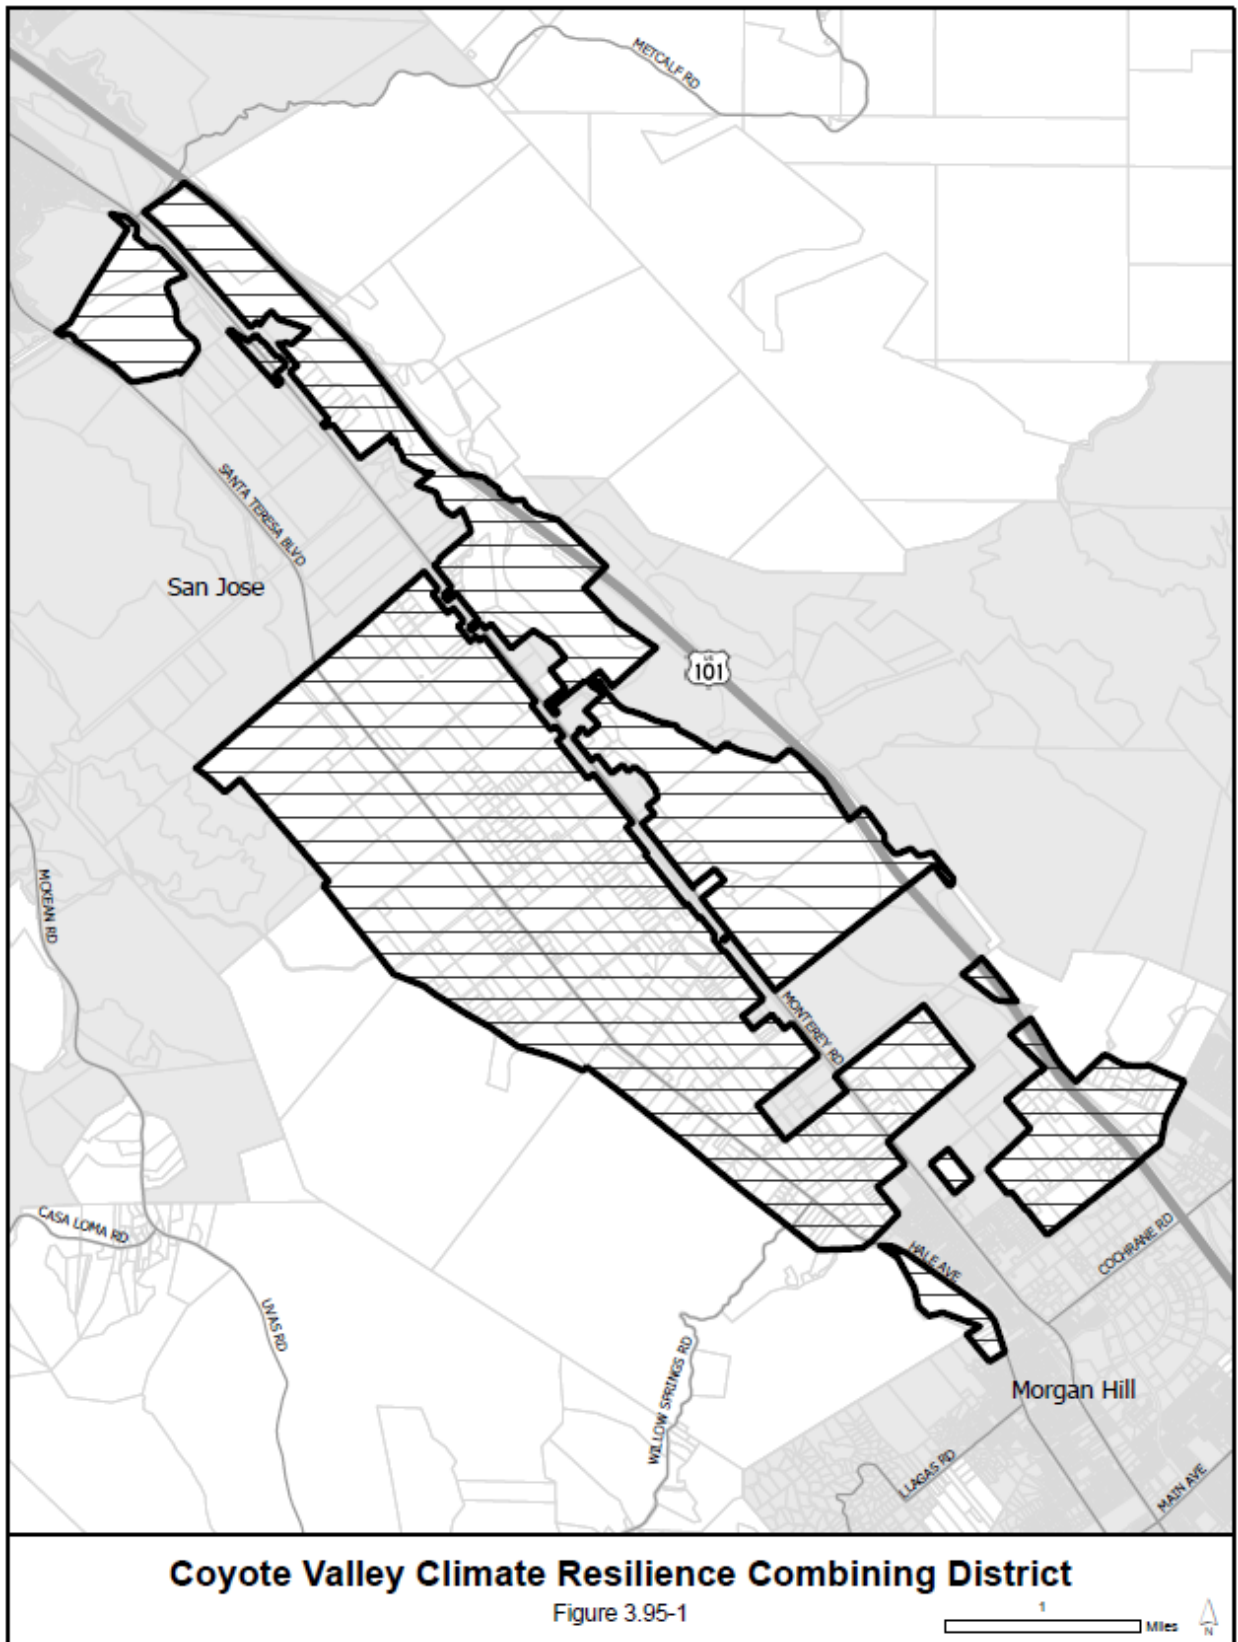 METCALF RD
SANTA TERESA BLVD
San Jose
US
101
MCKEAN RD
MONTEREY RD
CASA LOMA RD
COCHRANE RD
HALE AVE
UVAS RD
WILLOW SPRINGS RD
Morgan Hill
LLAGAS RD
MAIN AVE
Coyote Valley Climate Resilience Combining District
Figure 3.95-1
1
Miles
N